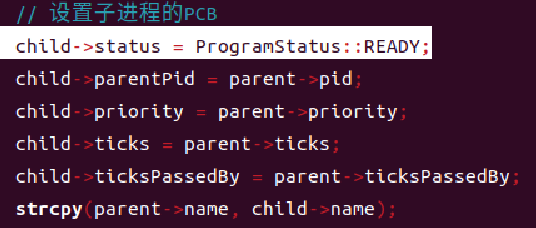 // 设置子进程的PCB
child->status = ProgramStatus::READY;
child->parentPid = parent->pid;
child->priority = parent->priority;
child->ticks = parent->ticks;
child->ticksPassedBy = parent->ticksPassedBy;
strcpy(parent->name, child->name);